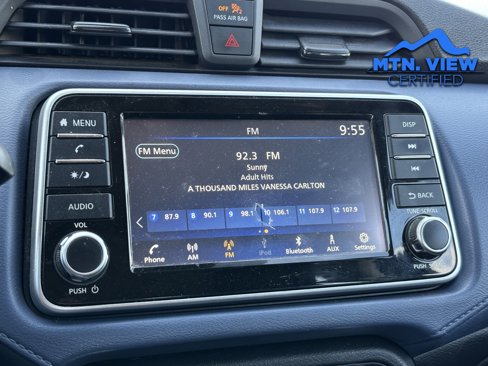 OFF
PASS AIR BAG
MTN. VIEW
CERTIFIED
MENU
FM
9:55
DISP
FM Menu
92.3 FM
Sunny
Adult Hits
A THOUSAND MILES VANESSA CARLTON
BACK
AUDIO
7 87.9 8 90.1 9 98.1 10 106.1 11 107.9 12 107.9
VOL
TUNE/SCROLL
Phone AM FM iPod Bluetooth AUX Settings
PUSH
PUSH